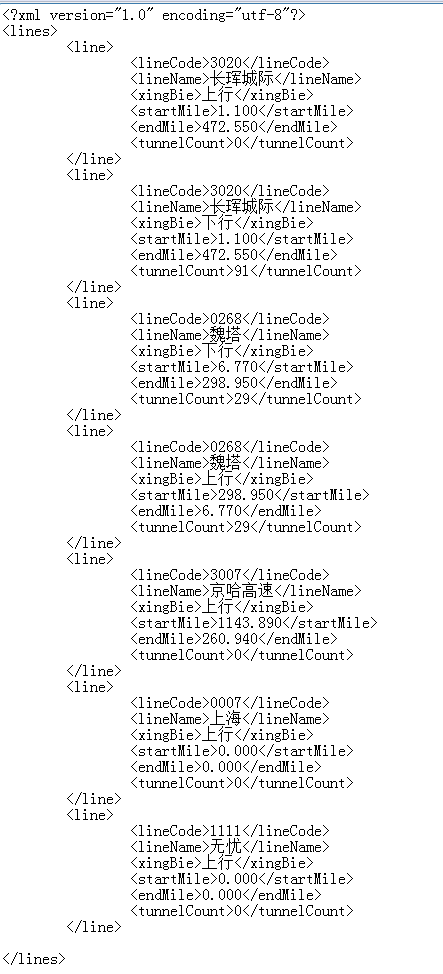 <?xml version="1.0" encoding="utf-8"?>
<lines>
<line>
<lineCode>3020</lineCode>
<lineName>长珲城际</lineName>
<xingBie>上行</xingBie>
<startMile>1.100</startMile>
<endMile>472.550</endMile>
<tunnelCount>0</tunnelCount>
</line>
<line>
<lineCode>3020</lineCode>
<lineName>长珲城际</lineName>
<xingBie>下行</xingBie>
<startMile>1.100</startMile>
<endMile>472.550</endMile>
<tunnelCount>91</tunnelCount>
</line>
<line>
<lineCode>0268</lineCode>
<lineName>魏塔</lineName>
<xingBie>下行</xingBie>
<startMile>6.770</startMile>
<endMile>298.950</endMile>
<tunnelCount>29</tunnelCount>
</line>
<line>
<lineCode>0268</lineCode>
<lineName>魏塔</lineName>
<xingBie>上行</xingBie>
<startMile>298.950</startMile>
<endMile>6.770</endMile>
<tunnelCount>29</tunnelCount>
</line>
<line>
<lineCode>3007</lineCode>
<lineName>京哈高速</lineName>
<xingBie>上行</xingBie>
<startMile>1143.890</startMile>
<endMile>260.940</endMile>
<tunnelCount>0</tunnelCount>
</line>
<line>
<lineCode>0007</lineCode>
<lineName>上海</lineName>
<xingBie>上行</xingBie>
<startMile>0.000</startMile>
<endMile>0.000</endMile>
<tunnelCount>0</tunnelCount>
</line>
<line>
<lineCode>1111</lineCode>
<lineName>无忧</lineName>
<xingBie>上行</xingBie>
<startMile>0.000</startMile>
<endMile>0.000</endMile>
<tunnelCount>0</tunnelCount>
</line>
</lines>